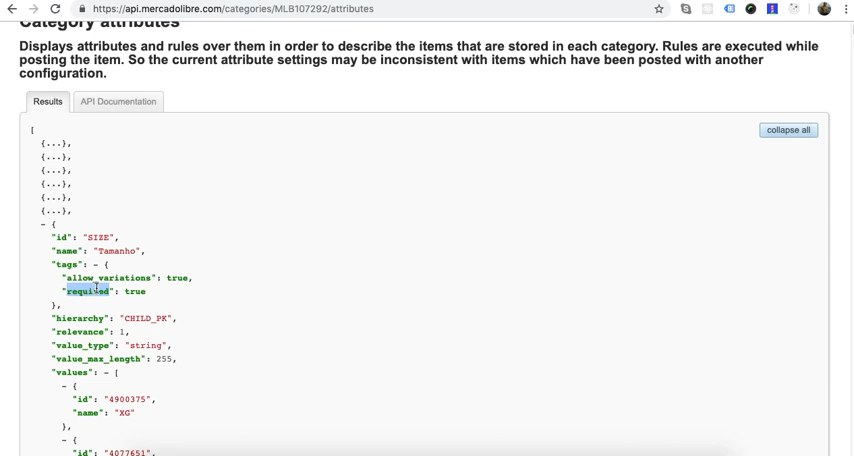 https://api.mercadolibre.com/categories/MLB107292/attributes
Category attributes
Displays attributes and rules over them in order to describe the items that are stored in each category. Rules are executed while
posting the item. So the current attribute settings may be inconsistent with items which have been posted with another
configuration.
Results API Documentation
collapse all
[
{...},
{...},
{...},
{...},
{...},
{...},
- {
"id": "SIZE",
"name": "Tamanho",
"tags": - {
"allow_variations": true,
"required": true
},
"hierarchy": "CHILD_PK",
"relevance": 1,
"value_type": "string",
"value_max_length": 255,
"values": - [
- {
"id": "4900375",
"name": "XG"
},
- {
"id": "4077651",